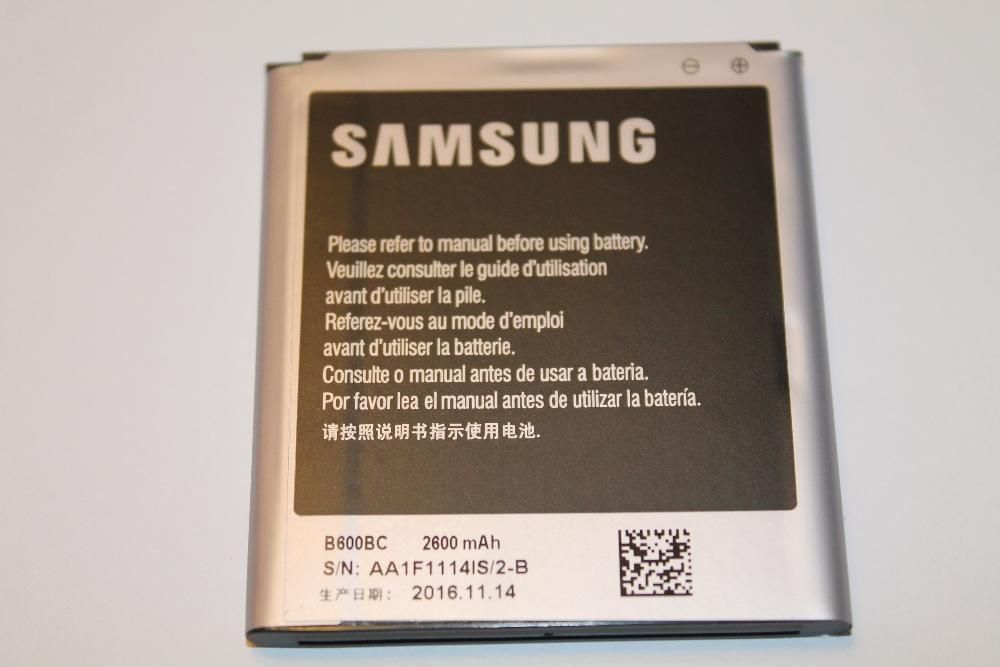 SAMSUNG
Please refer to manual before using battery.
Veuillez consulter le guide d'utilisation
avant d'utiliser la pile.
Referez-vous au mode d'emploi
avant d'utiliser la batterie.
Consulte o manual antes de usar a bateria.
Por favor lea el manual antes de utilizar la batería.
请按照说明书指示使用电池.
B600BC 2600 mAh
S/N: AA1F1114IS/2-B
生产日期: 2016.11.14